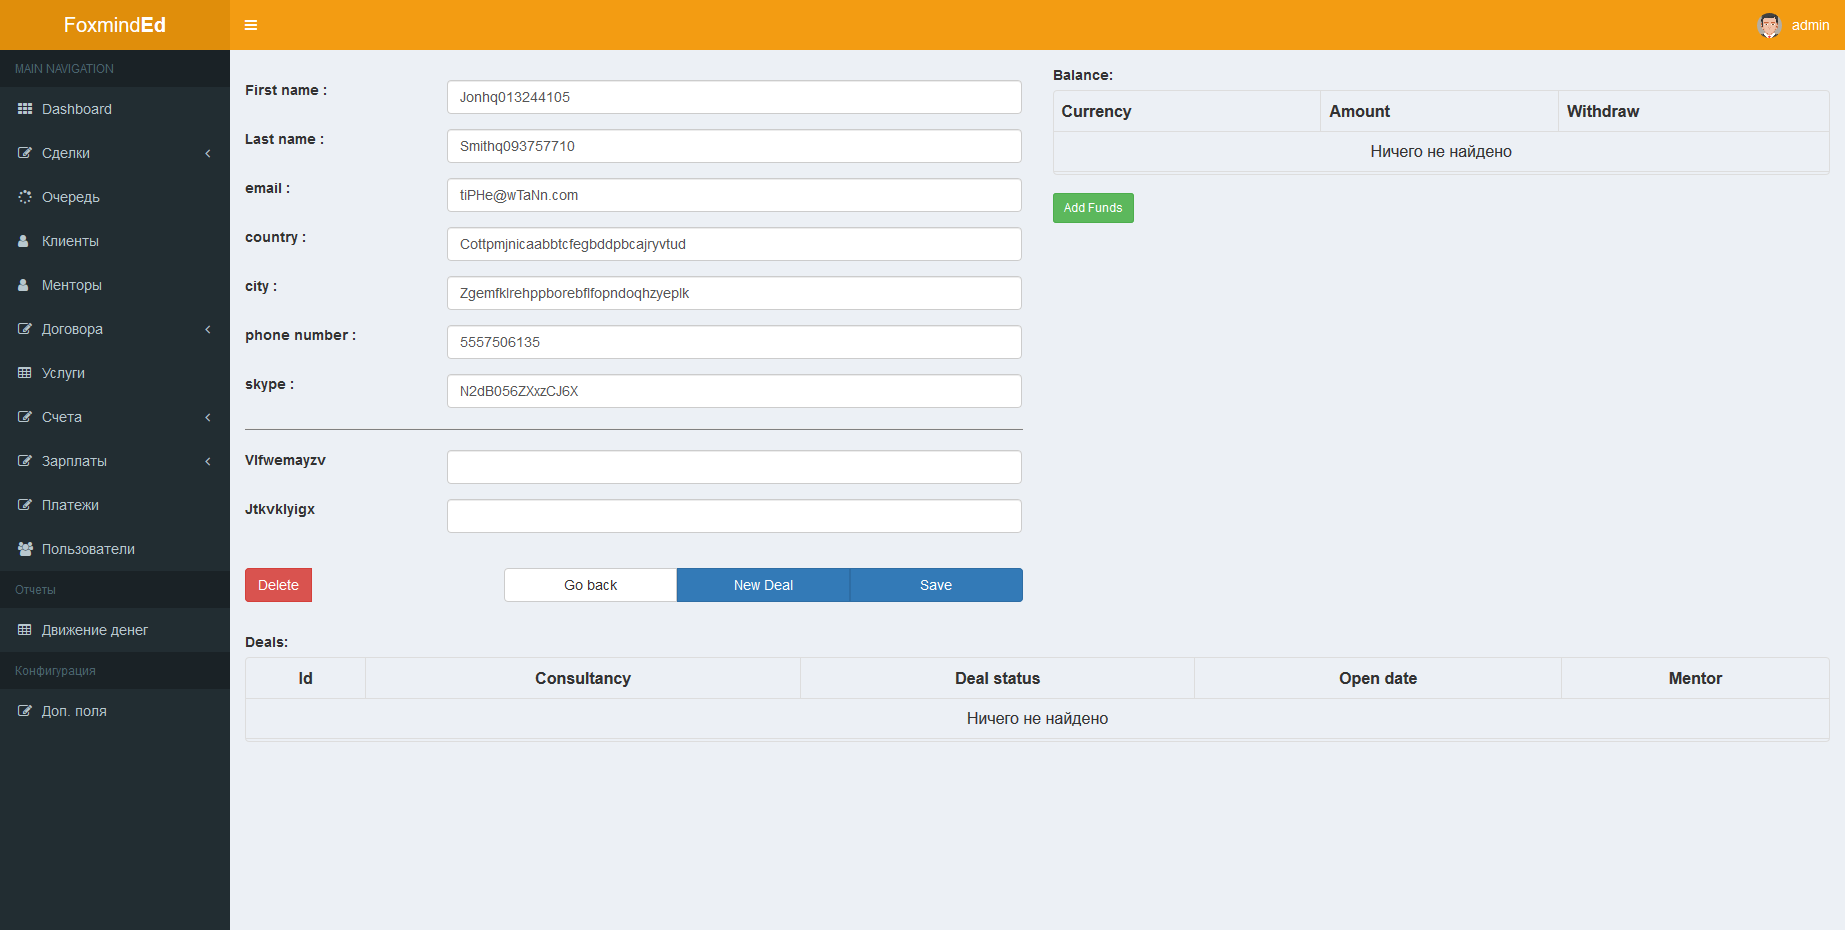 FoxmindEd
admin
MAIN NAVIGATION
Dashboard
Сделки
Очередь
Клиенты
Менторы
Договора
Услуги
Счета
Зарплаты
Платежи
Пользователи
Отчеты
Движение денег
Конфигурация
Доп. поля
First name :
Jonhq013244105
Last name :
Smithq093757710
email :
tiPHe@wTaNn.com
country :
Cottpmjnicaabbtcfegbddpbcajryvtud
city :
Zgemfklrehppborebflfopndoqhzyeplk
phone number :
5557506135
skype :
N2dB056ZXxzCJ6X
Vlfwemayzv
Jtkvklyigx
Delete
Go back
New Deal
Save
Balance:
Currency Amount Withdraw
Ничего не найдено
Add Funds
Deals:
Id Consultancy Deal status Open date Mentor
Ничего не найдено